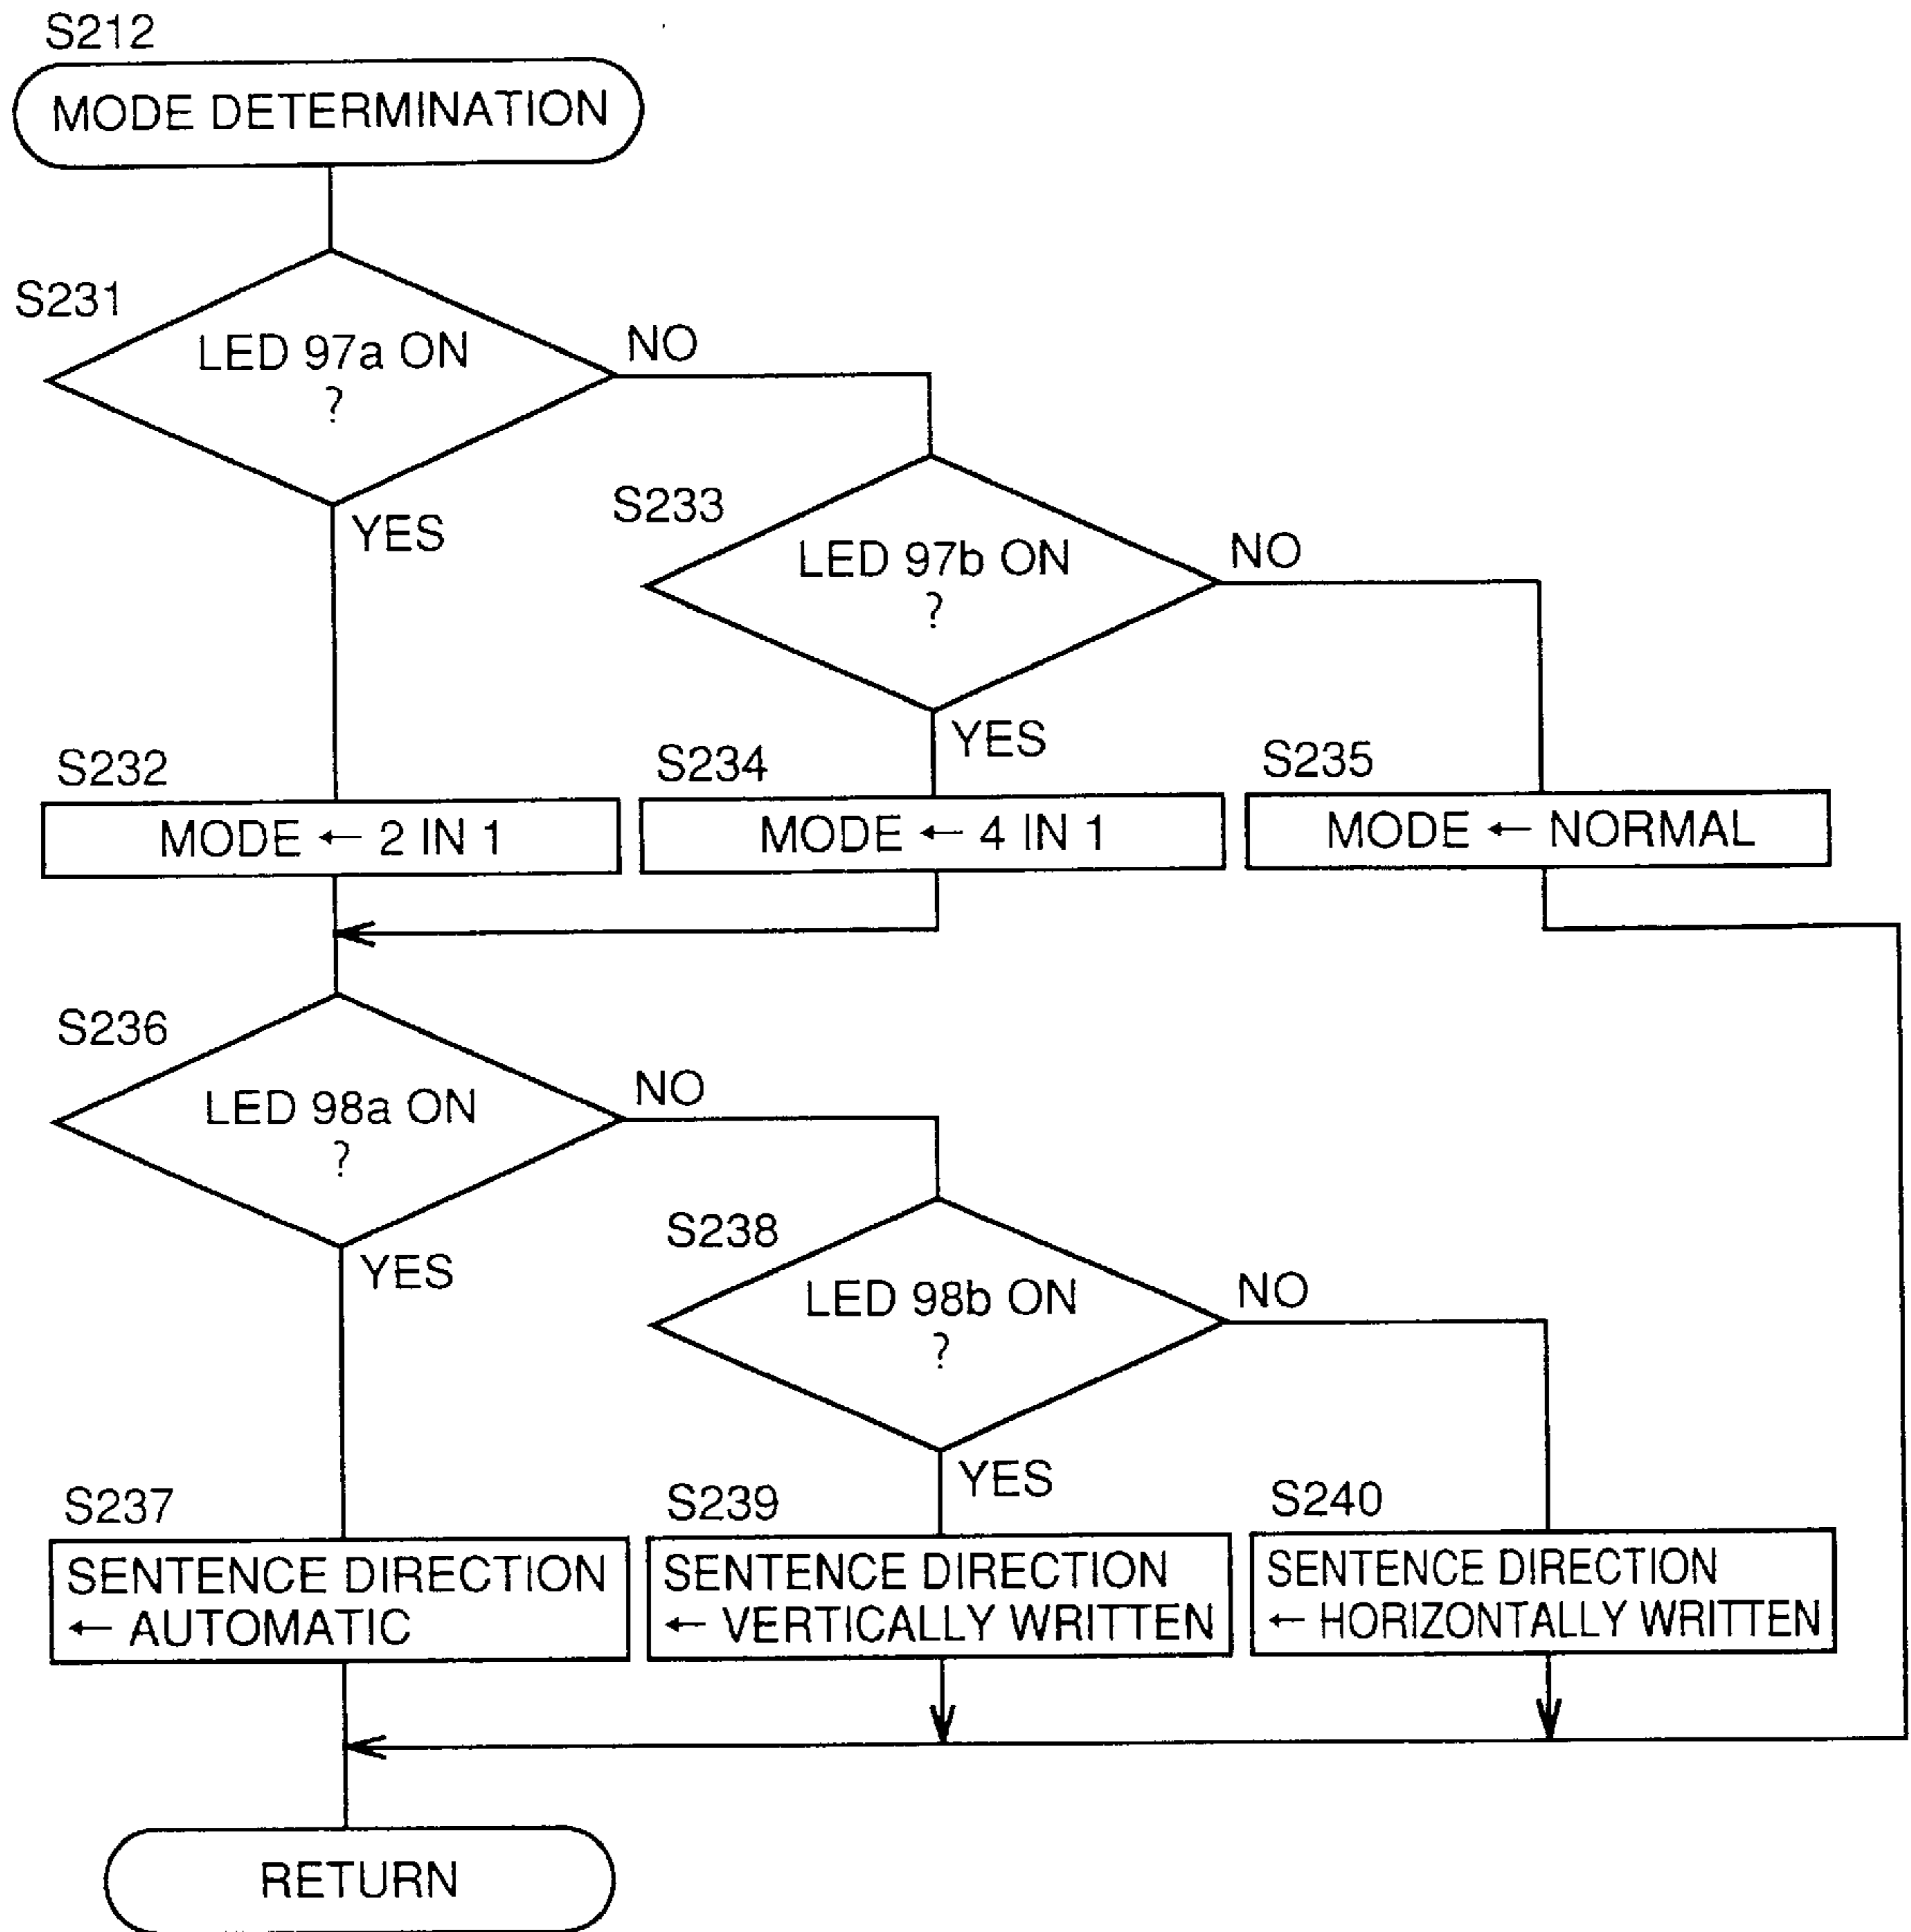 S212
MODE DETERMINATION
S231
LED 97a ON
?
NO
YES
S233
LED 97b ON
?
NO
YES
S232
MODE ← 2 IN 1
S234
MODE ← 4 IN 1
S235
MODE ← NORMAL
S236
LED 98a ON
?
NO
YES
S238
LED 98b ON
?
NO
YES
S237
SENTENCE DIRECTION
← AUTOMATIC
S239
SENTENCE DIRECTION
← VERTICALLY WRITTEN
S240
SENTENCE DIRECTION
← HORIZONTALLY WRITTEN
RETURN